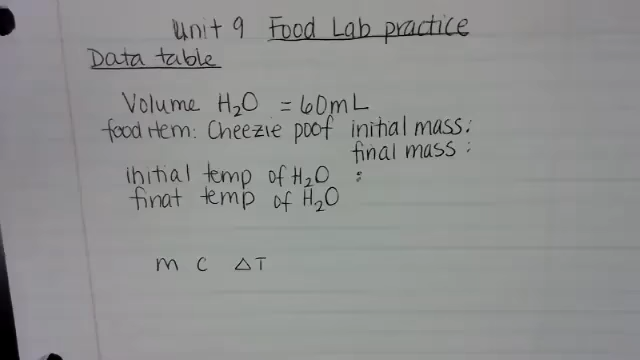 Unit 9 Food Lab practice
Data table
Volume H₂O = 60mL
food Item: Cheezie poof initial mass:
final mass :
initial temp of H₂O :
final temp of H₂O
m c ΔT